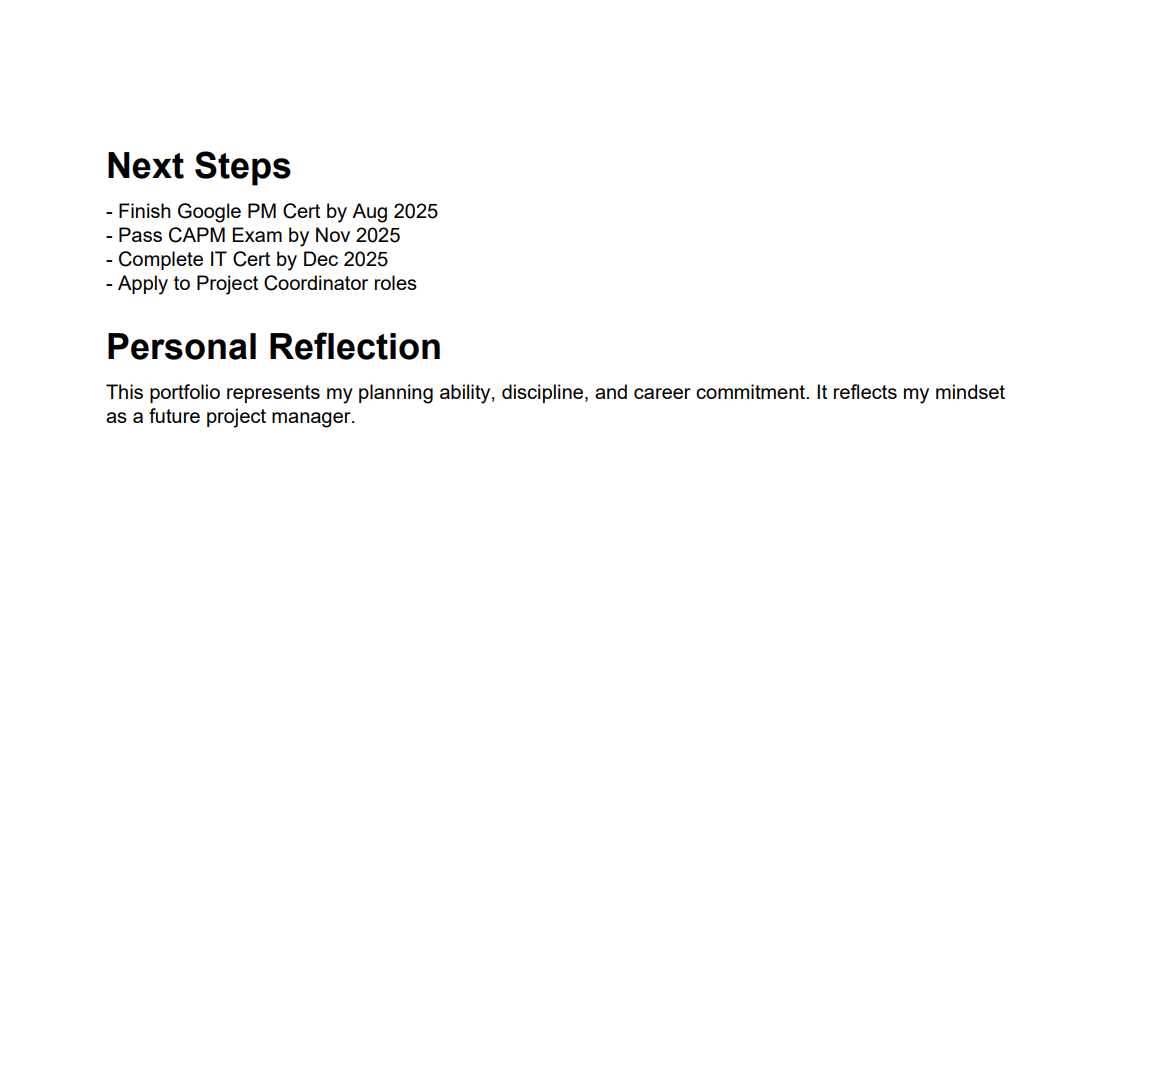 Next Steps
- Finish Google PM Cert by Aug 2025
- Pass CAPM Exam by Nov 2025
- Complete IT Cert by Dec 2025
- Apply to Project Coordinator roles
Personal Reflection
This portfolio represents my planning ability, discipline, and career commitment. It reflects my mindset
as a future project manager.